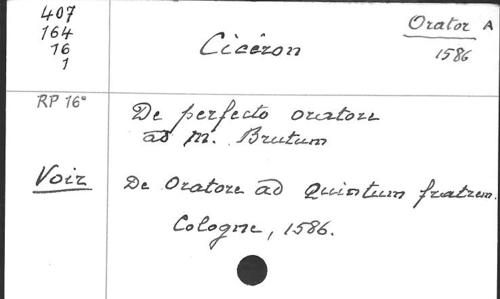 407
164
16
1
Cicéron
Orator A
1586
RP 16°
De perfecto oratore
ad M. Brutum
Voir
De Oratore ad Quintum fratrem.
Cologne, 1586.